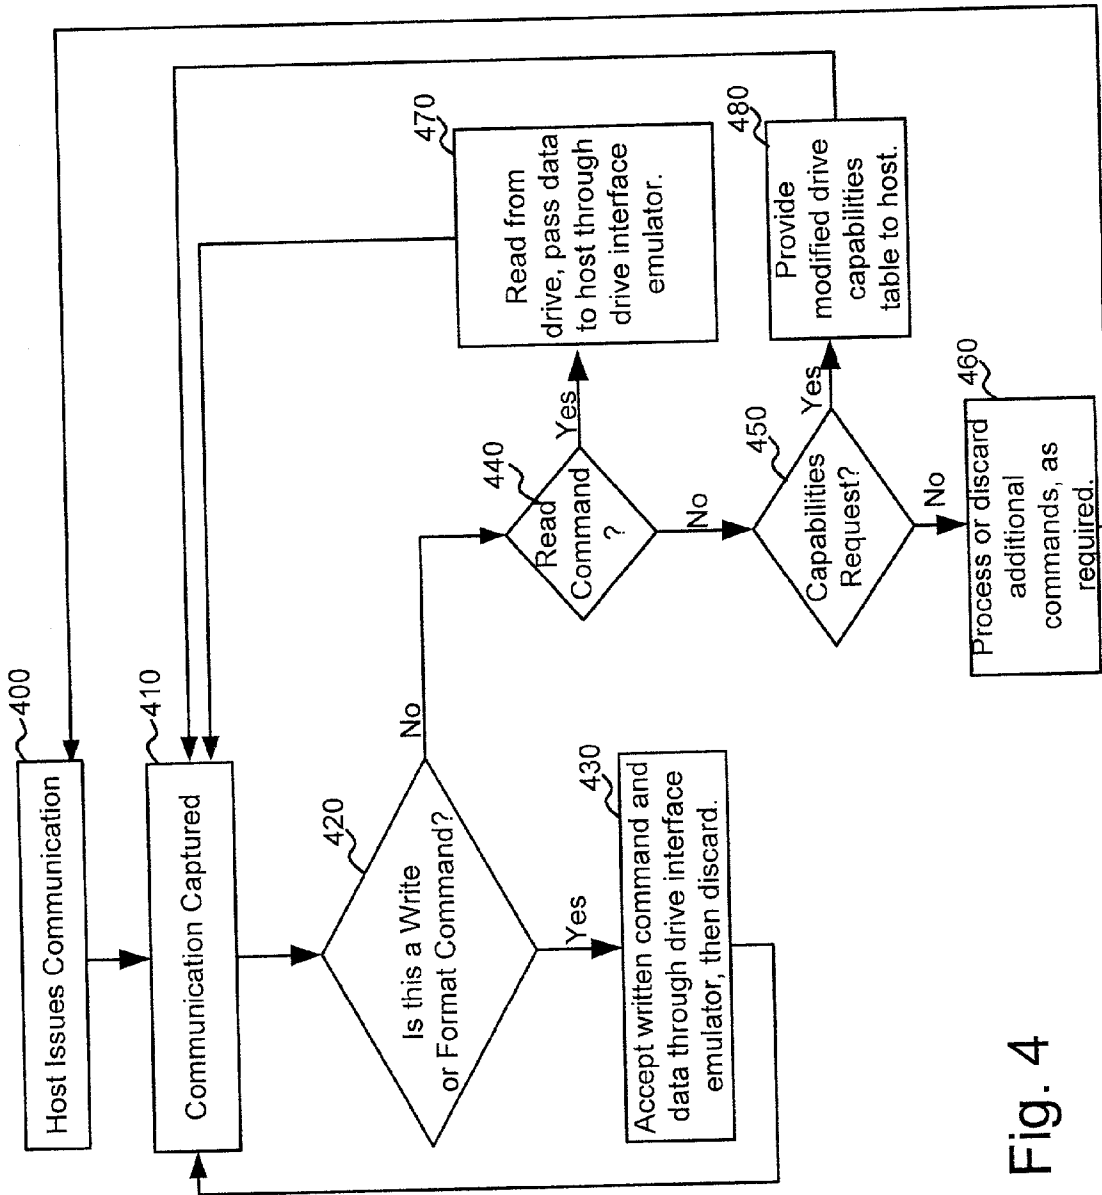 400
Host Issues Communication
410
Communication Captured
420
Is this a Write
or Format Command?
No
Yes
430
Accept written command and
data through drive interface
emulator, then discard.
440
Read
Command
?
Yes
No
470
Read from
drive, pass data
to host through
drive interface
emulator.
450
Capabilities
Request?
Yes
No
480
Provide
modified drive
capabilities
table to host.
460
Process or discard
additional
commands, as
required.
Fig. 4